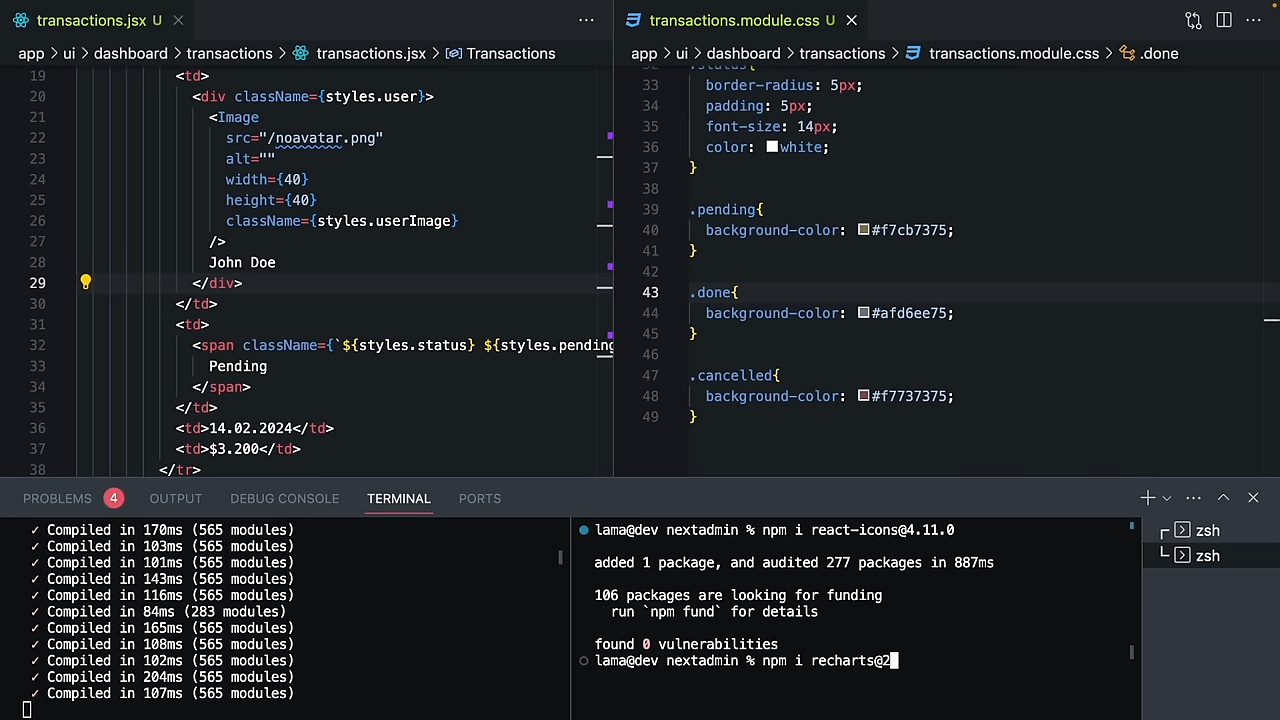 transactions.jsx U
app > ui > dashboard > transactions > transactions.jsx > Transactions
19 <td>
20 <div className={styles.user}>
21 <Image
22 src="/noavatar.png"
23 alt=""
24 width={40}
25 height={40}
26 className={styles.userImage}
27 />
28 John Doe
29 </div>
30 </td>
31 <td>
32 <span className={`${styles.status} ${styles.pending
33 Pending
34 </span>
35 </td>
36 <td>14.02.2024</td>
37 <td>$3.200</td>
38 </tr>
transactions.module.css U
app > ui > dashboard > transactions > transactions.module.css > .done
32 .status{
33 border-radius: 5px;
34 padding: 5px;
35 font-size: 14px;
36 color: white;
37 }
38
39 .pending{
40 background-color: #f7cb7375;
41 }
42
43 .done{
44 background-color: #afd6ee75;
45 }
46
47 .cancelled{
48 background-color: #f7737375;
49 }
PROBLEMS 4 OUTPUT DEBUG CONSOLE TERMINAL PORTS
✓ Compiled in 170ms (565 modules)
✓ Compiled in 103ms (565 modules)
✓ Compiled in 101ms (565 modules)
✓ Compiled in 143ms (565 modules)
✓ Compiled in 116ms (565 modules)
✓ Compiled in 84ms (283 modules)
✓ Compiled in 165ms (565 modules)
✓ Compiled in 108ms (565 modules)
✓ Compiled in 102ms (565 modules)
✓ Compiled in 204ms (565 modules)
✓ Compiled in 107ms (565 modules)
lama@dev nextadmin % npm i react-icons@4.11.0
added 1 package, and audited 277 packages in 887ms
106 packages are looking for funding
run `npm fund` for details
found 0 vulnerabilities
lama@dev nextadmin % npm i recharts@2
zsh
zsh